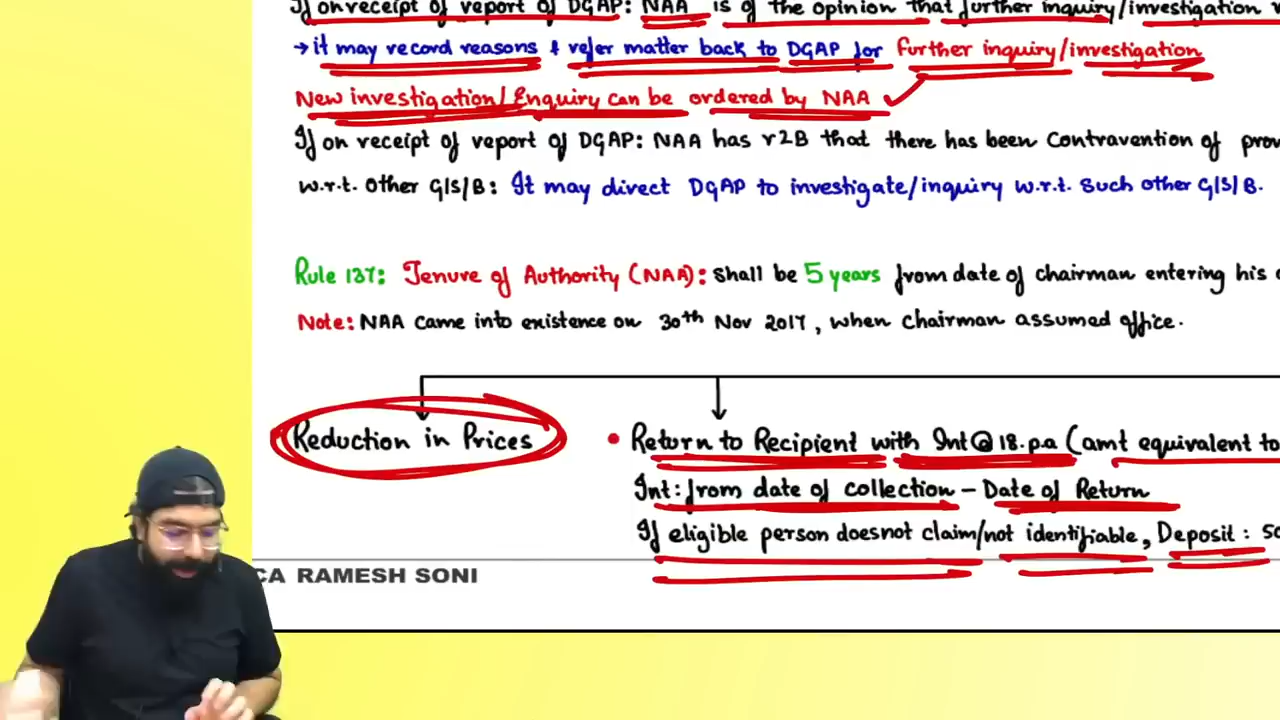 If on receipt of report of DGAP: NAA is of the opinion that further inquiry/investigation
→ it may record reasons & refer matter back to DGAP for further inquiry/investigation
New investigation/Enquiry can be ordered by NAA
If on receipt of report of DGAP: NAA has r2B that there has been Contravention of prov
w.r.t. Other G/S/B: It may direct DGAP to investigate/inquiry w.r.t. Such other G/S/B.
Rule 137: Tenure of Authority (NAA): Shall be 5 years from date of chairman entering his
Note: NAA came into existence on 30th Nov 2017, when chairman assumed office.
Reduction in Prices
• Return to Recipient with Int@ 18.p.a (amt equivalent to
Int: from date of collection – Date of Return
If eligible person doesnot claim/not identifiable, Deposit: 50
CA RAMESH SONI